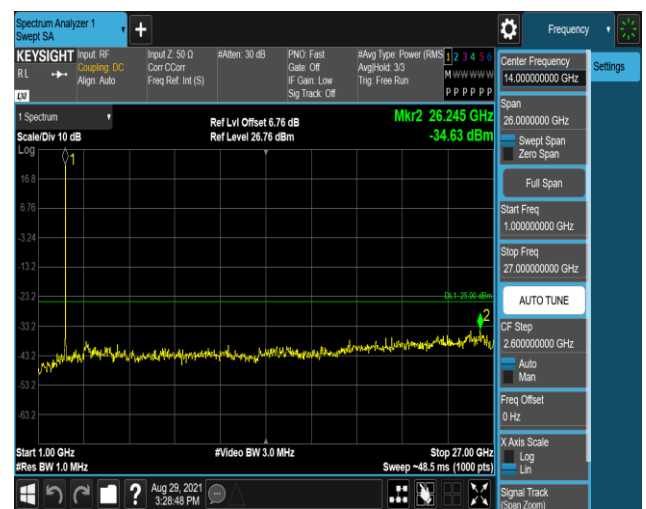 Spectrum Analyzer 1
Swept SA
Frequency
KEYSIGHT
RL
LXI
Input: RF
Coupling: DC
Align: Auto
Input Z: 50 Ω
Corr CCorr
Freq Ref: Int (S)
#Atten: 30 dB
PNO: Fast
Gate: Off
IF Gain: Low
Sig Track: Off
#Avg Type: Power (RMS
Avg|Hold: 3/3
Trig: Free Run
1 2 3 4 5 6
M W W W W W
P P P P P P
1 Spectrum
Scale/Div 10 dB
Log
Ref Lvl Offset 6.76 dB
Ref Level 26.76 dBm
Mkr2 26.245 GHz
-34.63 dBm
1
16.8
6.76
-3.24
-13.2
-23.2
DL1 -25.00 dBm
2
-33.2
-43.2
-53.2
-63.2
Start 1.00 GHz
#Res BW 1.0 MHz
#Video BW 3.0 MHz
Stop 27.00 GHz
Sweep ~48.5 ms (1000 pts)
Aug 29, 2021
3:28:48 PM
Center Frequency
14.000000000 GHz
Settings
Span
26.0000000 GHz
Swept Span
Zero Span
Full Span
Start Freq
1.000000000 GHz
Stop Freq
27.000000000 GHz
AUTO TUNE
CF Step
2.600000000 GHz
Auto
Man
Freq Offset
0 Hz
X Axis Scale
Log
Lin
Signal Track
(Span Zoom)